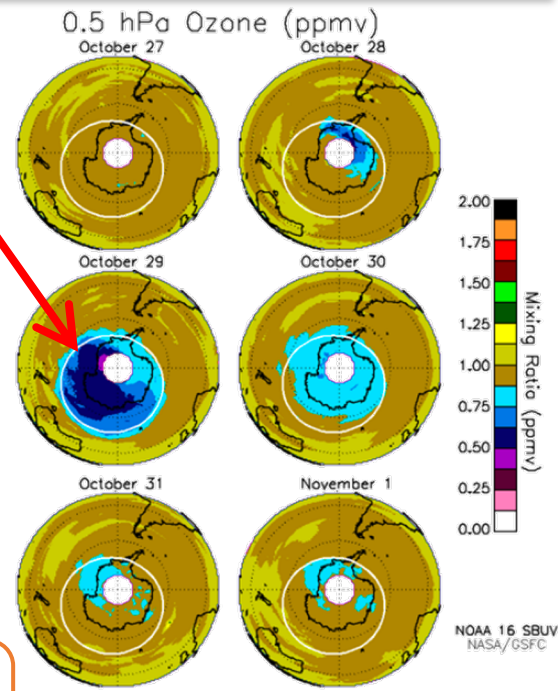 0.5 hPa Ozone (ppmv)
October 27
October 28
October 29
October 30
October 31
November 1
2.00
1.75
1.50
1.25
1.00
0.75
0.50
0.25
0.00
Mixing Ratio (ppmv)
NOAA 16 SBUV
NASA/GSFC